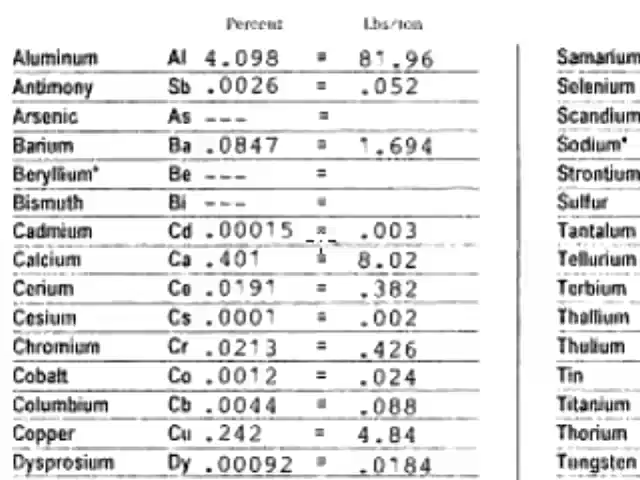 Percent Lbs/ton
Aluminum Al 4.098 = 81.96 Samarium
Antimony Sb .0026 = .052 Selenium
Arsenic As --- = Scandium
Barium Ba .0847 = 1.694 Sodium*
Beryllium* Be --- = Strontium
Bismuth Bi --- = Sulfur
Cadmium Cd .00015 = .003 Tantalum
Calcium Ca .401 = 8.02 Tellurium
Cerium Ce .0191 = .382 Terbium
Cesium Cs .0001 = .002 Thallium
Chromium Cr .0213 = .426 Thulium
Cobalt Co .0012 = .024 Tin
Columbium Cb .0044 = .088 Titanium
Copper Cu .242 = 4.84 Thorium
Dysprosium Dy .00092 = .0184 Tungsten